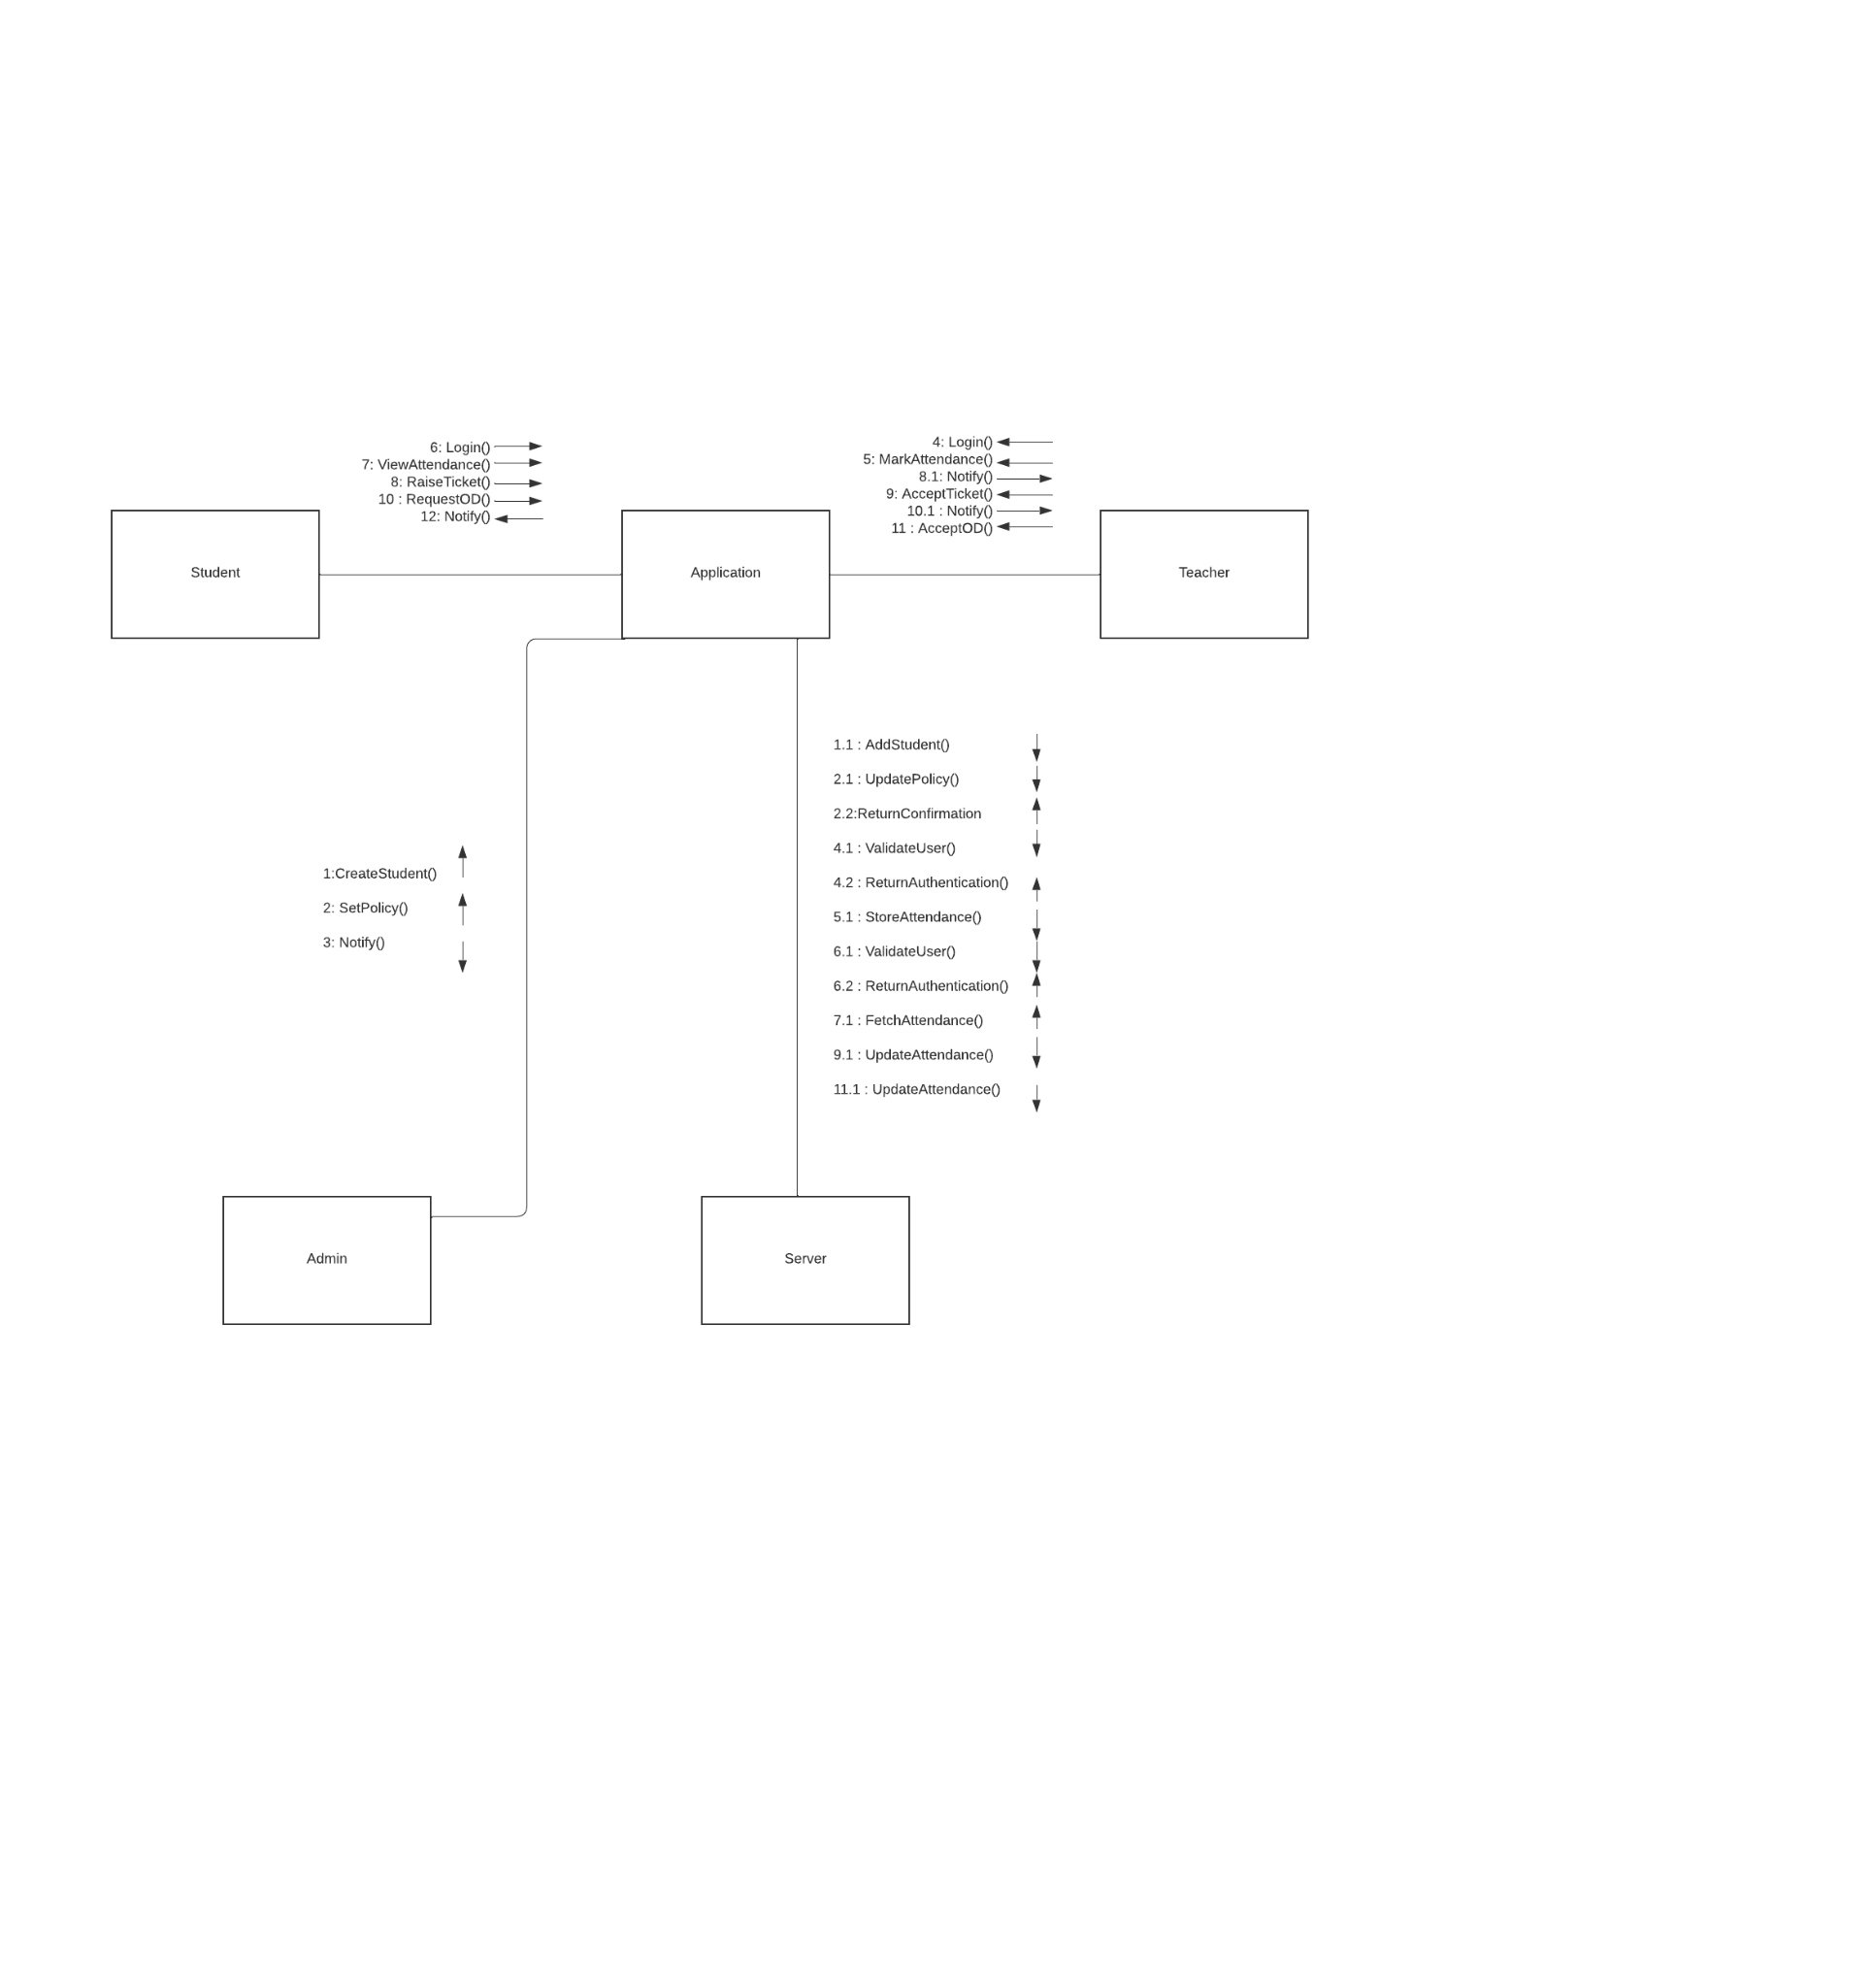 6: Login()
7: ViewAttendance()
8: RaiseTicket()
10 : RequestOD()
12: Notify()
4: Login()
5: MarkAttendance()
8.1: Notify()
9: AcceptTicket()
10.1 : Notify()
11 : AcceptOD()
Student
Application
Teacher
1.1 : AddStudent()
2.1 : UpdatePolicy()
2.2:ReturnConfirmation
4.1 : ValidateUser()
4.2 : ReturnAuthentication()
5.1 : StoreAttendance()
6.1 : ValidateUser()
6.2 : ReturnAuthentication()
7.1 : FetchAttendance()
9.1 : UpdateAttendance()
11.1 : UpdateAttendance()
1:CreateStudent()
2: SetPolicy()
3: Notify()
Admin
Server